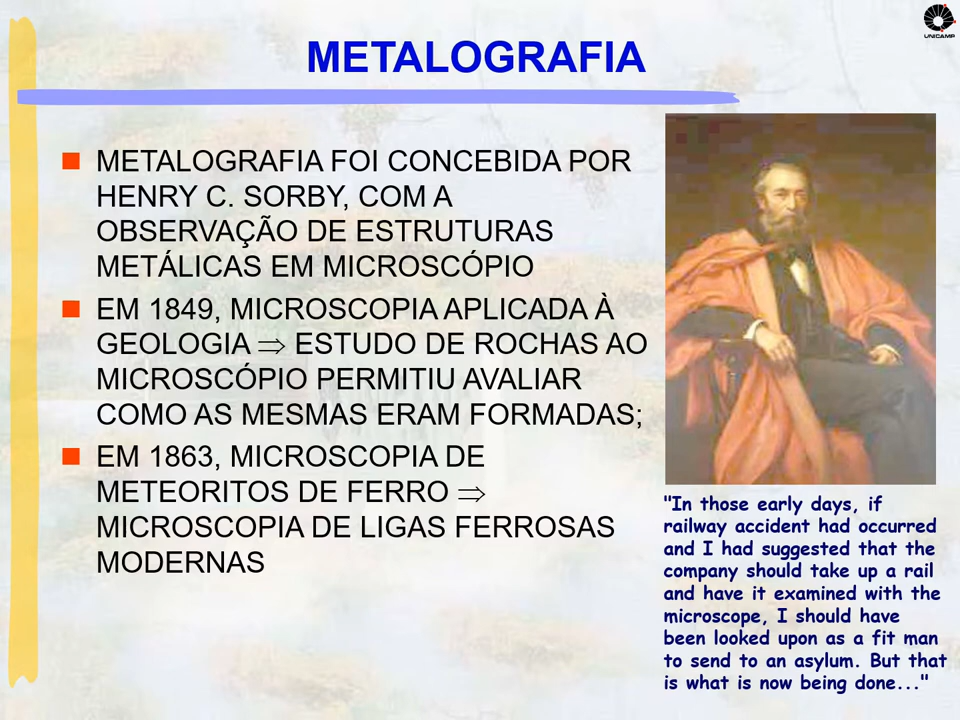 UNICAMP
METALOGRAFIA
METALOGRAFIA FOI CONCEBIDA POR
HENRY C. SORBY, COM A
OBSERVAÇÃO DE ESTRUTURAS
METÁLICAS EM MICROSCÓPIO
EM 1849, MICROSCOPIA APLICADA À
GEOLOGIA ⇒ ESTUDO DE ROCHAS AO
MICROSCÓPIO PERMITIU AVALIAR
COMO AS MESMAS ERAM FORMADAS;
EM 1863, MICROSCOPIA DE
METEORITOS DE FERRO ⇒
MICROSCOPIA DE LIGAS FERROSAS
MODERNAS
"In those early days, if
railway accident had occurred
and I had suggested that the
company should take up a rail
and have it examined with the
microscope, I should have
been looked upon as a fit man
to send to an asylum. But that
is what is now being done..."